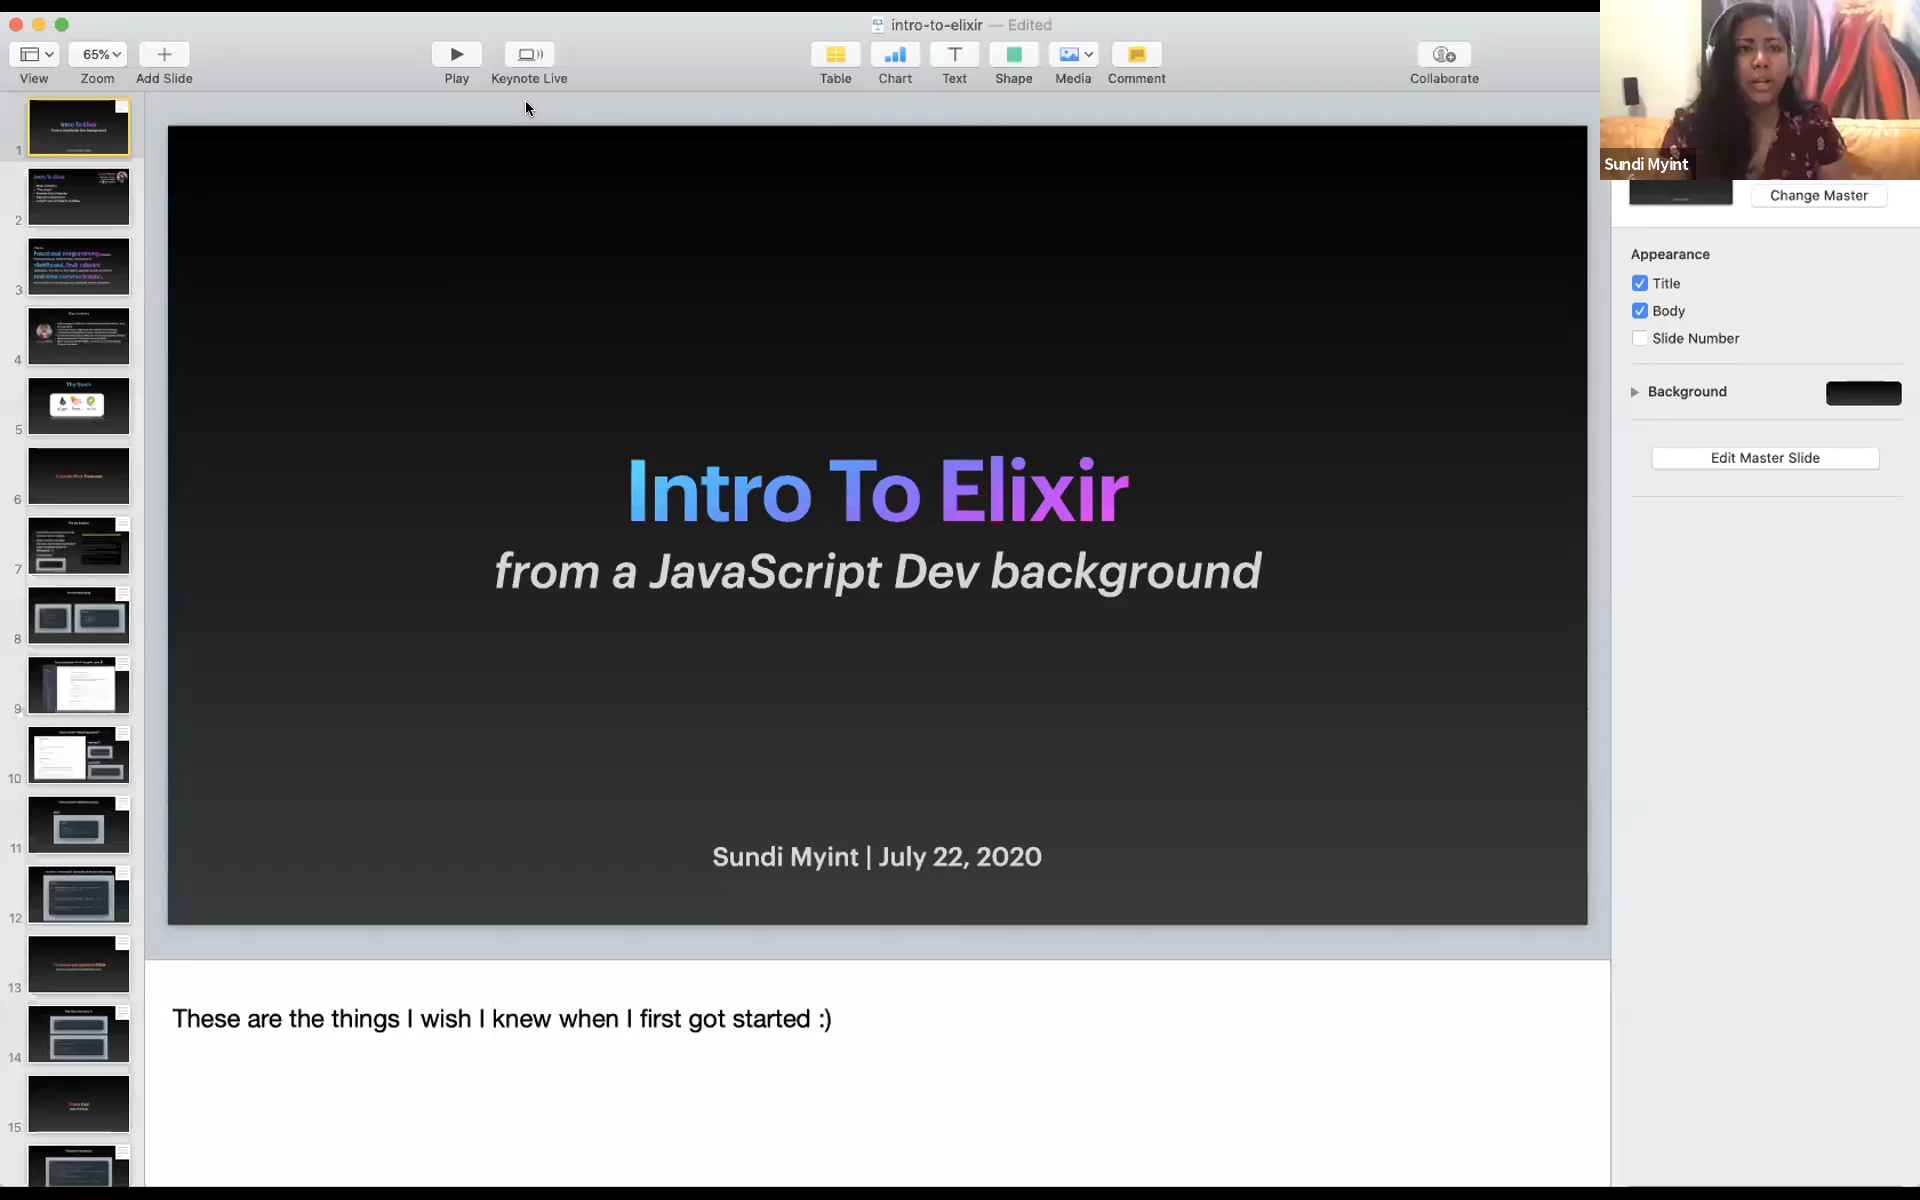 intro-to-elixir — Edited
65%
View
Zoom
Add Slide
Play
Keynote Live
Table
Chart
Text
Shape
Media
Comment
Collaborate
Sundi Myint
Change Master
Appearance
Title
Body
Slide Number
Background
Edit Master Slide
Intro To Elixir
from a JavaScript Dev background
Sundi Myint | July 22, 2020
These are the things I wish I knew when I first got started :)
Intro To Elixir
1
2
3
4
5
6
7
8
9
10
11
12
13
14
15